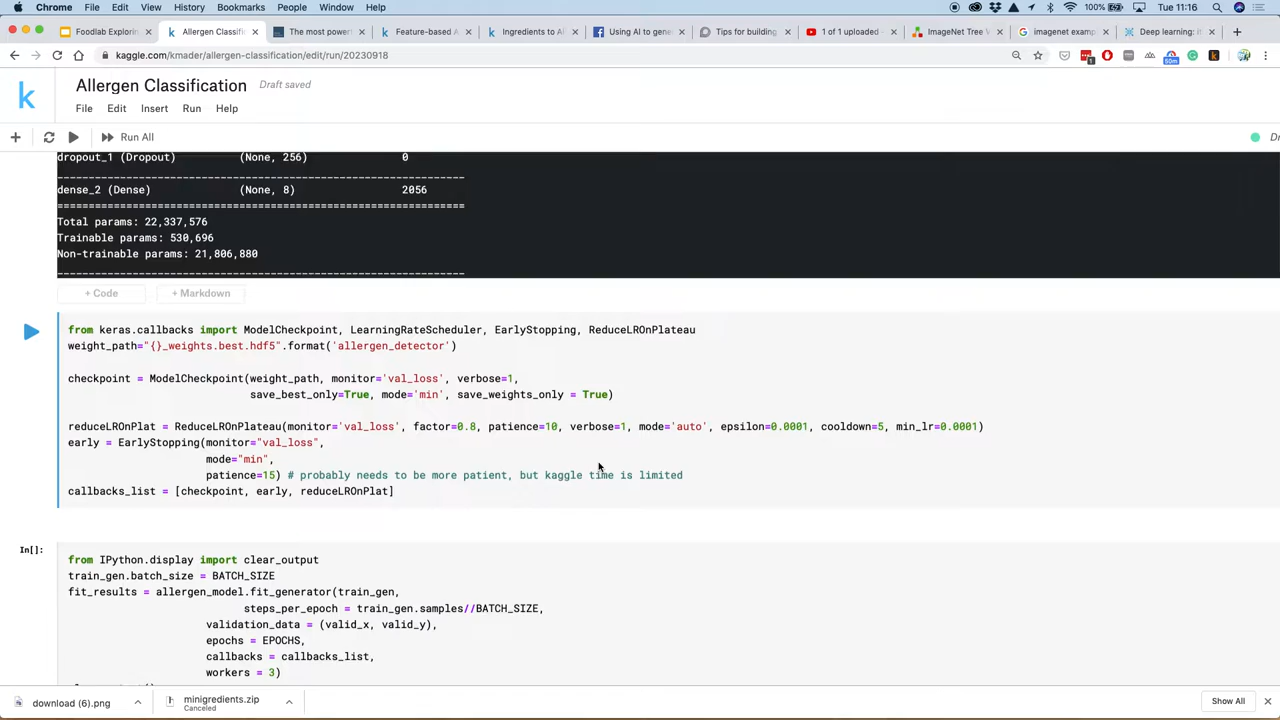 Chrome File Edit View History Bookmarks People Window Help 100% Tue 11:16
Foodlab Explorin
Allergen Classific
The most powerf
Feature-based A
Ingredients to Al
Using AI to gene
Tips for building
1 of 1 uploaded -
ImageNet Tree V
imagenet examp
Deep learning: it
kaggle.com/kmader/allergen-classification/edit/run/20230918
Allergen Classification Draft saved
File Edit Insert Run Help
Run All
dropout_1 (Dropout) (None, 256) 0
dense_2 (Dense) (None, 8) 2056
Total params: 22,337,576
Trainable params: 530,696
Non-trainable params: 21,806,880
+ Code + Markdown
from keras.callbacks import ModelCheckpoint, LearningRateScheduler, EarlyStopping, ReduceLROnPlateau
weight_path="{}_weights.best.hdf5".format('allergen_detector')
checkpoint = ModelCheckpoint(weight_path, monitor='val_loss', verbose=1,
save_best_only=True, mode='min', save_weights_only = True)
reduceLROnPlat = ReduceLROnPlateau(monitor='val_loss', factor=0.8, patience=10, verbose=1, mode='auto', epsilon=0.0001, cooldown=5, min_lr=0.0001)
early = EarlyStopping(monitor="val_loss",
mode="min",
patience=15) # probably needs to be more patient, but kaggle time is limited
callbacks_list = [checkpoint, early, reduceLROnPlat]
In[]:
from IPython.display import clear_output
train_gen.batch_size = BATCH_SIZE
fit_results = allergen_model.fit_generator(train_gen,
steps_per_epoch = train_gen.samples//BATCH_SIZE,
validation_data = (valid_x, valid_y),
epochs = EPOCHS,
callbacks = callbacks_list,
workers = 3)
download (6).png
minigredients.zip
Canceled
Show All